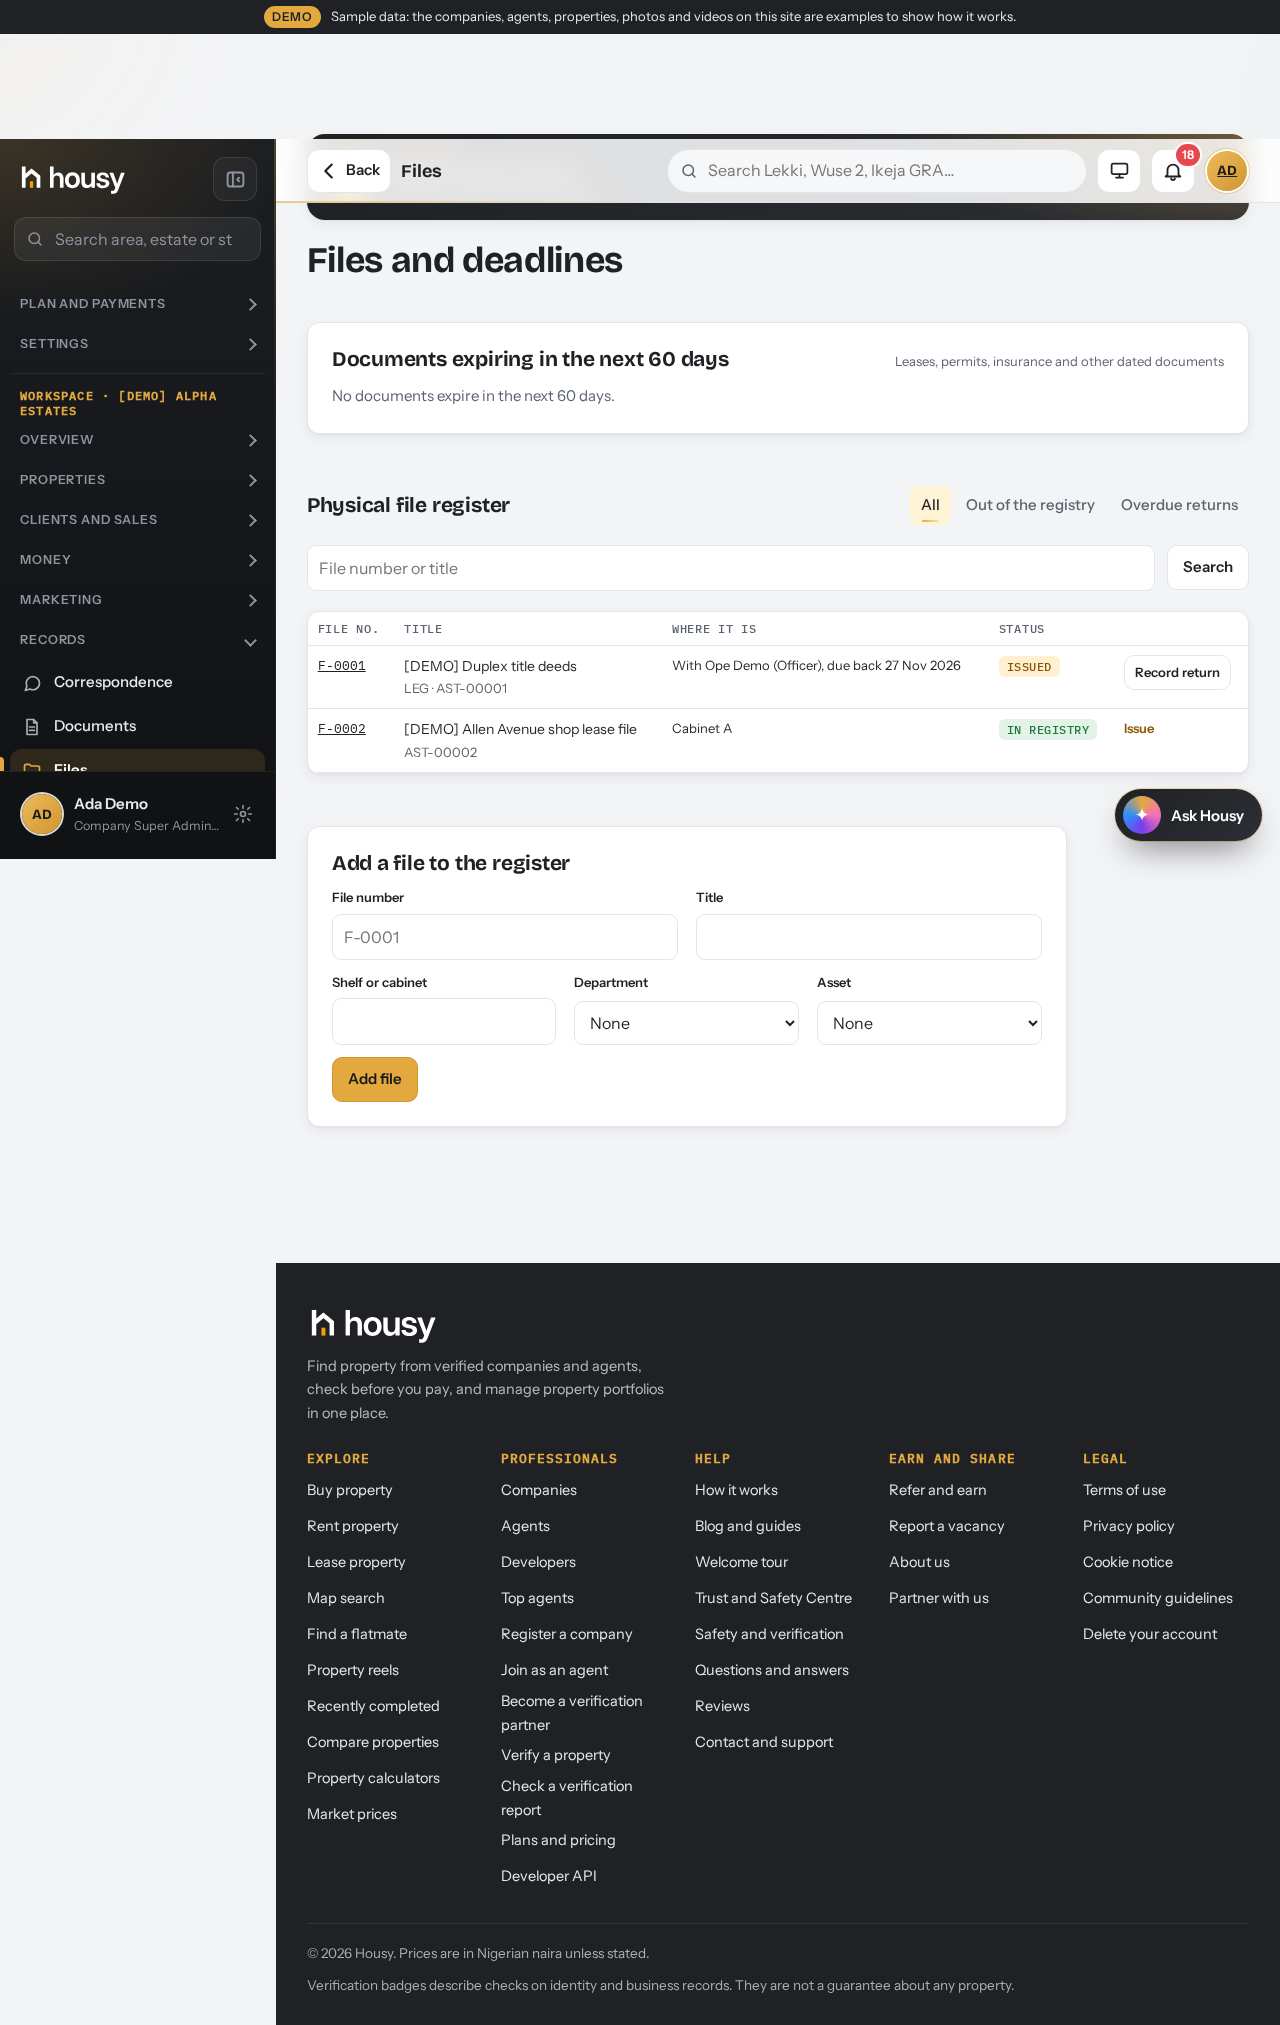 DEMO Sample data: the companies, agents, properties, photos and videos on this site are examples to show how it works.
housy
Back
Files
Search Lekki, Wuse 2, Ikeja GRA...
18
AD
Search area, estate or st
PLAN AND PAYMENTS
SETTINGS
WORKSPACE · [DEMO] ALPHA
ESTATES
OVERVIEW
PROPERTIES
CLIENTS AND SALES
MONEY
MARKETING
RECORDS
Correspondence
Documents
Files
AD
Ada Demo
Company Super Admin...
Files and deadlines
Documents expiring in the next 60 days
Leases, permits, insurance and other dated documents
No documents expire in the next 60 days.
Physical file register
All
Out of the registry
Overdue returns
File number or title
Search
FILE NO. TITLE WHERE IT IS STATUS
F-0001 [DEMO] Duplex title deeds With Ope Demo (Officer), due back 27 Nov 2026 ISSUED Record return
LEG · AST-00001
F-0002 [DEMO] Allen Avenue shop lease file Cabinet A IN REGISTRY Issue
AST-00002
Ask Housy
Add a file to the register
File number Title
F-0001
Shelf or cabinet Department Asset
None None
Add file
housy
Find property from verified companies and agents,
check before you pay, and manage property portfolios
in one place.
EXPLORE
Buy property
Rent property
Lease property
Map search
Find a flatmate
Property reels
Recently completed
Compare properties
Property calculators
Market prices
PROFESSIONALS
Companies
Agents
Developers
Top agents
Register a company
Join as an agent
Become a verification
partner
Verify a property
Check a verification
report
Plans and pricing
Developer API
HELP
How it works
Blog and guides
Welcome tour
Trust and Safety Centre
Safety and verification
Questions and answers
Reviews
Contact and support
EARN AND SHARE
Refer and earn
Report a vacancy
About us
Partner with us
LEGAL
Terms of use
Privacy policy
Cookie notice
Community guidelines
Delete your account
© 2026 Housy. Prices are in Nigerian naira unless stated.
Verification badges describe checks on identity and business records. They are not a guarantee about any property.